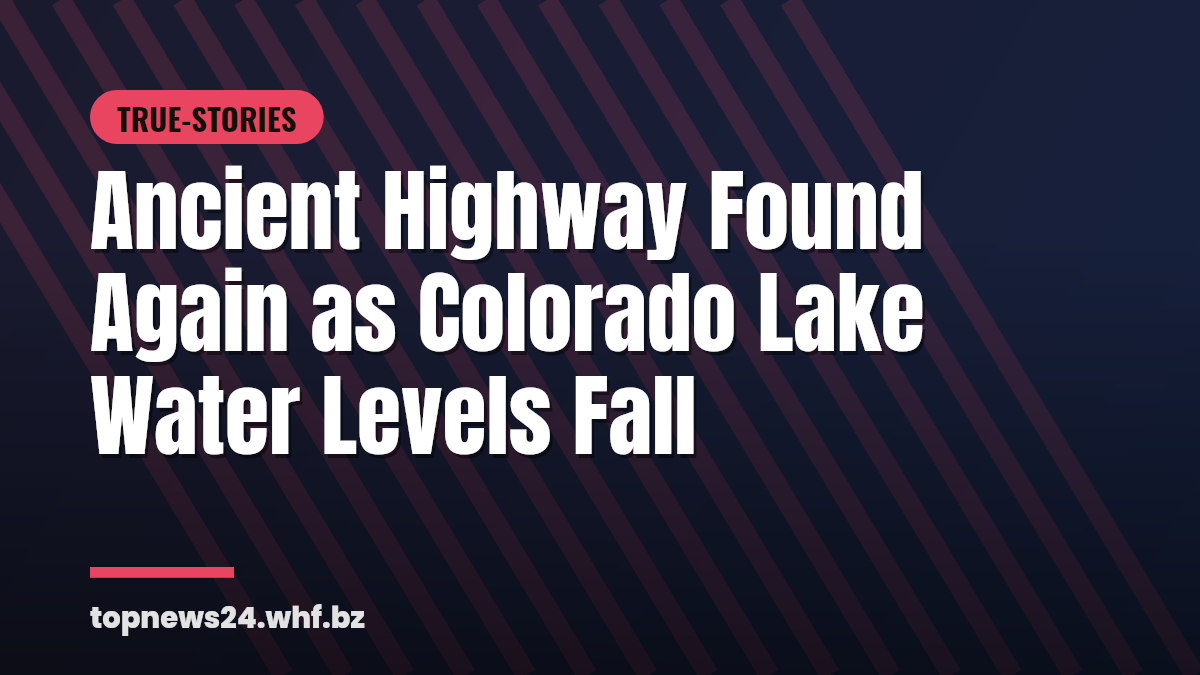 TRUE-STORIES
Ancient Highway Found
Again as Colorado Lake
Water Levels Fall
topnews24.whf.bz